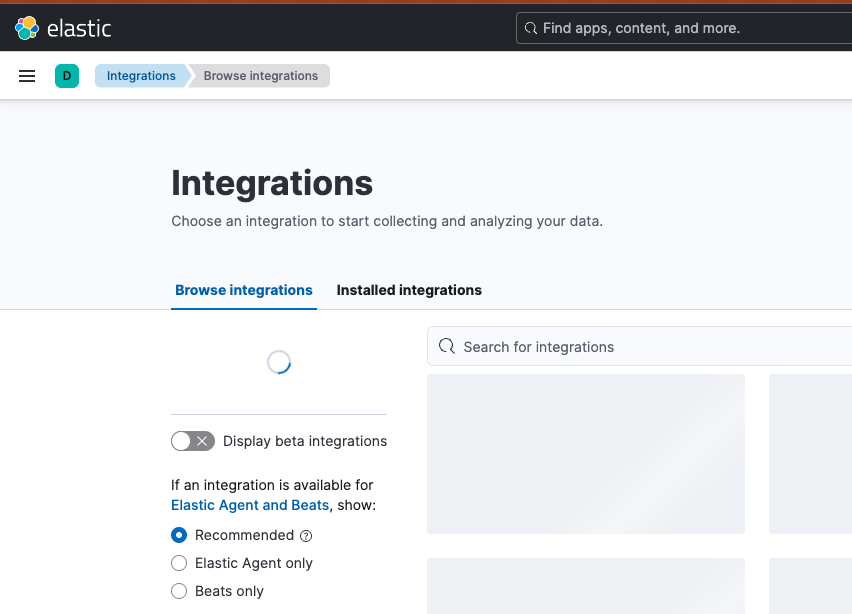 elastic
Find apps, content, and more.
D
Integrations
Browse integrations
Integrations
Choose an integration to start collecting and analyzing your data.
Browse integrations
Installed integrations
Search for integrations
Display beta integrations
If an integration is available for
Elastic Agent and Beats, show:
Recommended
Elastic Agent only
Beats only